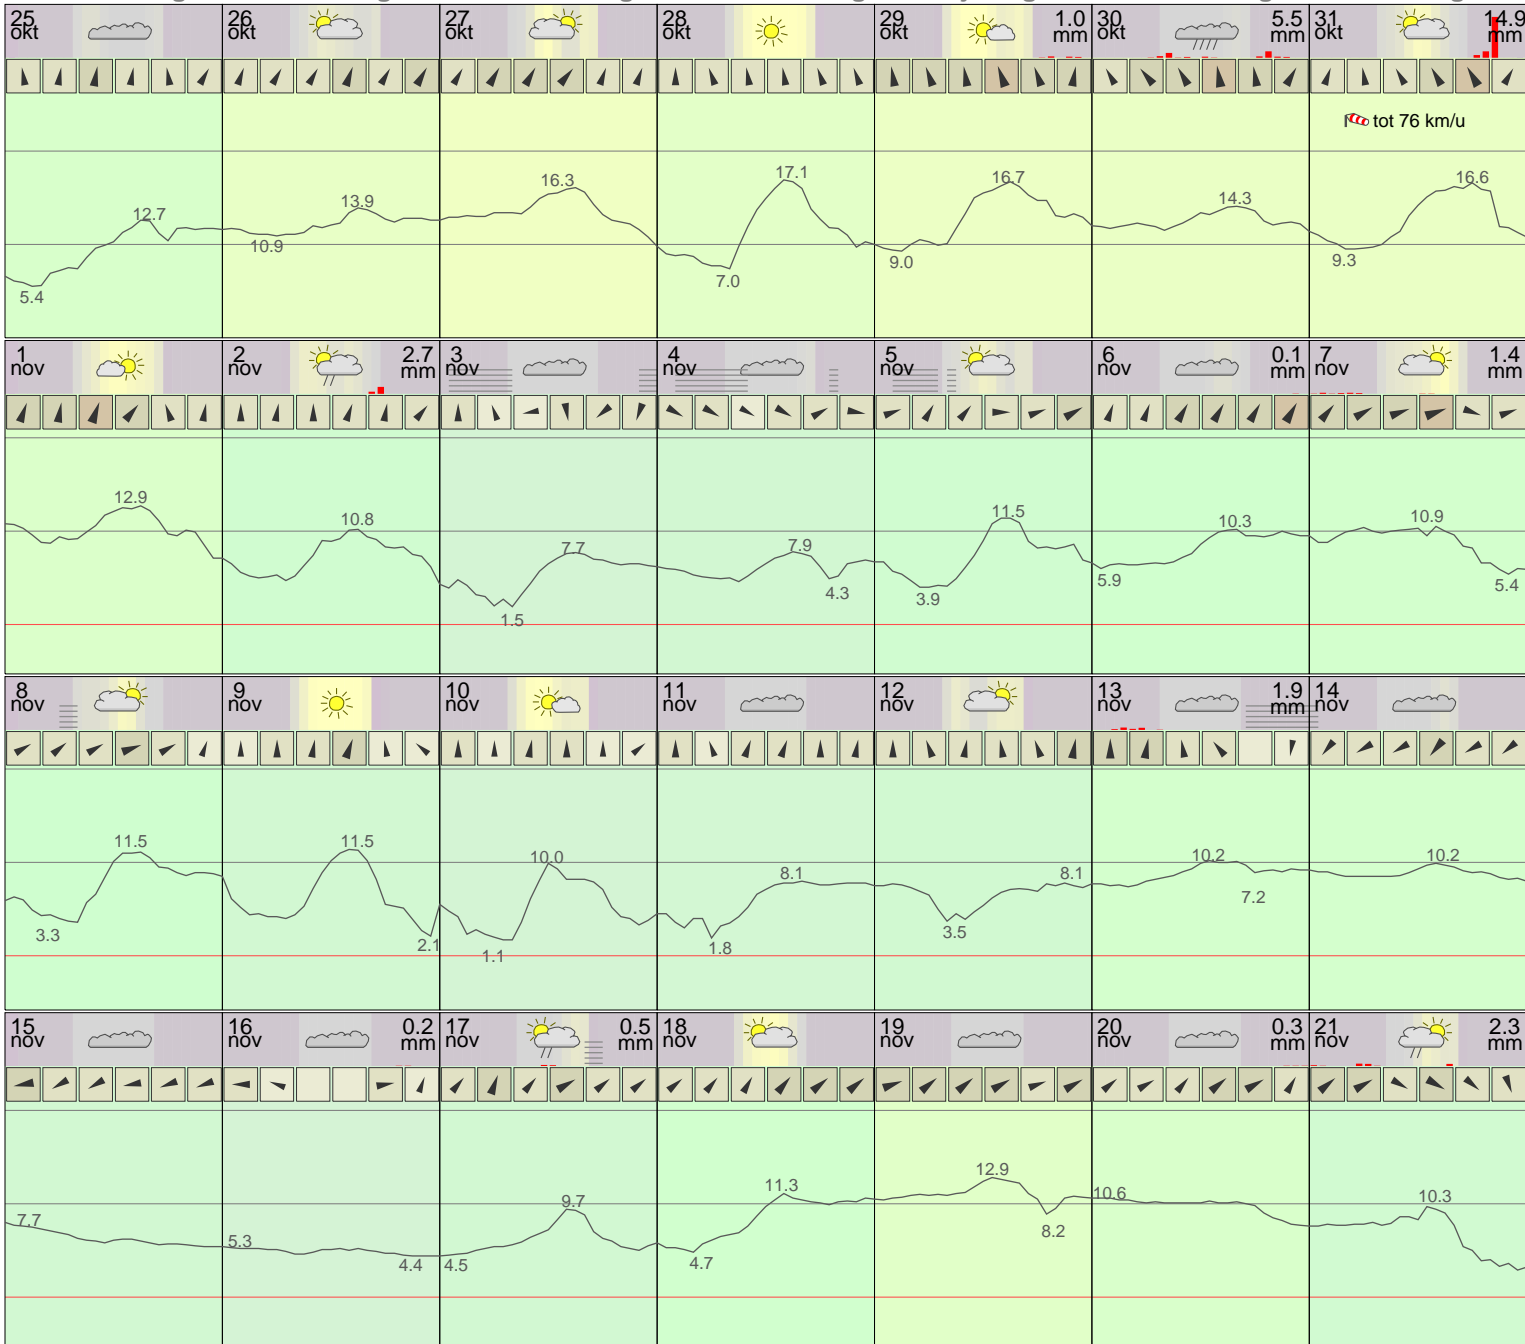 25 okt
26 okt
27 okt
28 okt
29 okt 1.0 mm
30 okt 5.5 mm
31 okt 14.9 mm
tot 76 km/u
5.4 12.7
10.9 13.9
16.3
7.0 17.1
9.0 16.7
14.3
9.3 16.6
1 nov
2 nov 2.7 mm
3 nov
4 nov
5 nov
6 nov 0.1 mm
7 nov 1.4 mm
12.9
10.8
1.5 7.7
7.9 4.3
3.9 11.5
5.9 10.3
10.9 5.4
8 nov
9 nov
10 nov
11 nov
12 nov
13 nov 1.9 mm
14 nov
3.3 11.5
11.5 2.1
1.1 10.0
1.8 8.1
3.5 8.1
10.2 7.2
10.2
15 nov
16 nov 0.2 mm
17 nov 0.5 mm
18 nov
19 nov
20 nov 0.3 mm
21 nov 2.3 mm
7.7
5.3 4.4
4.5 9.7
4.7 11.3
12.9 8.2
10.6
10.3